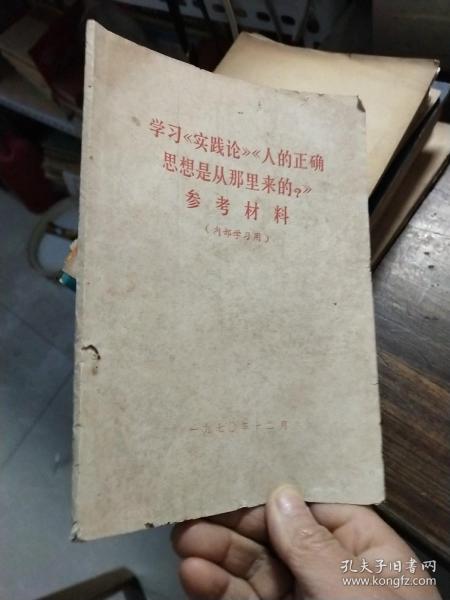 学习《实践论》《人的正确
思想是从那里来的?》
参考材料
(内部学习用)
一九七〇年十二月
孔夫子旧书网
www.kongfz.com